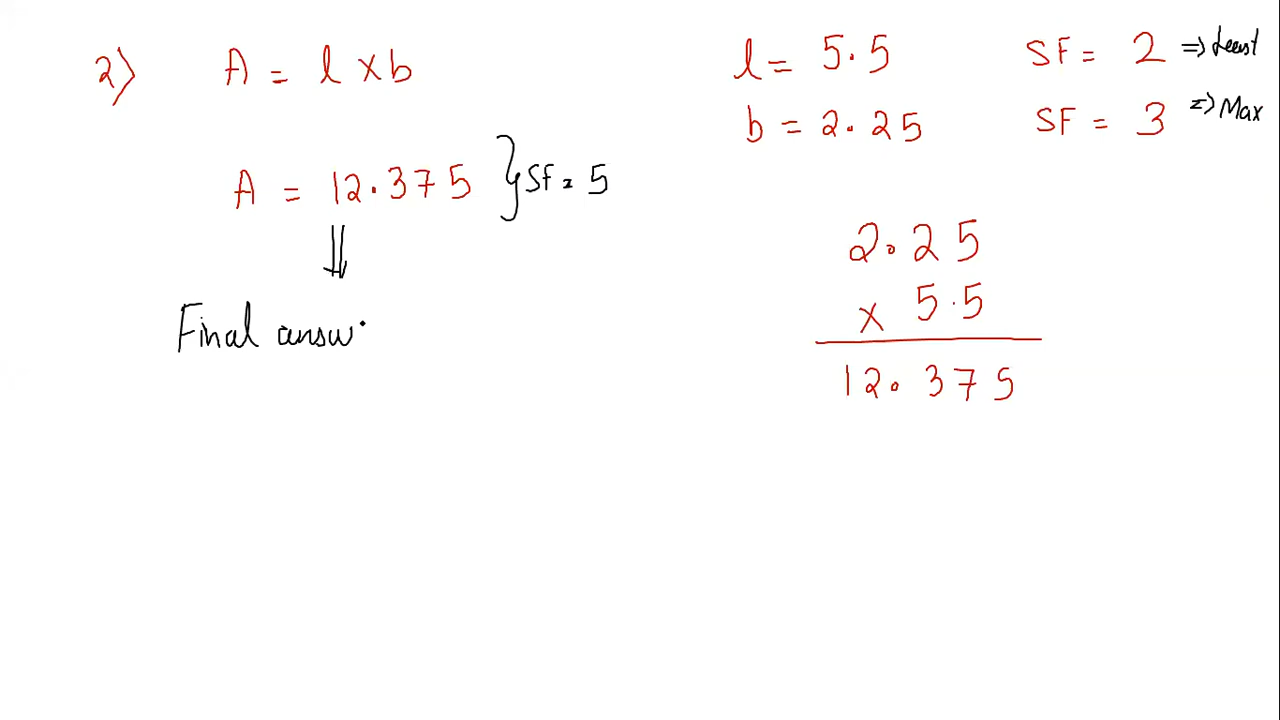 2) A = l × b
A = 12.375 } SF = 5
⇓
Final answ
l = 5.5 SF = 2 => Least
b = 2.25 SF = 3 => Max
2.25
× 5.5
12.375